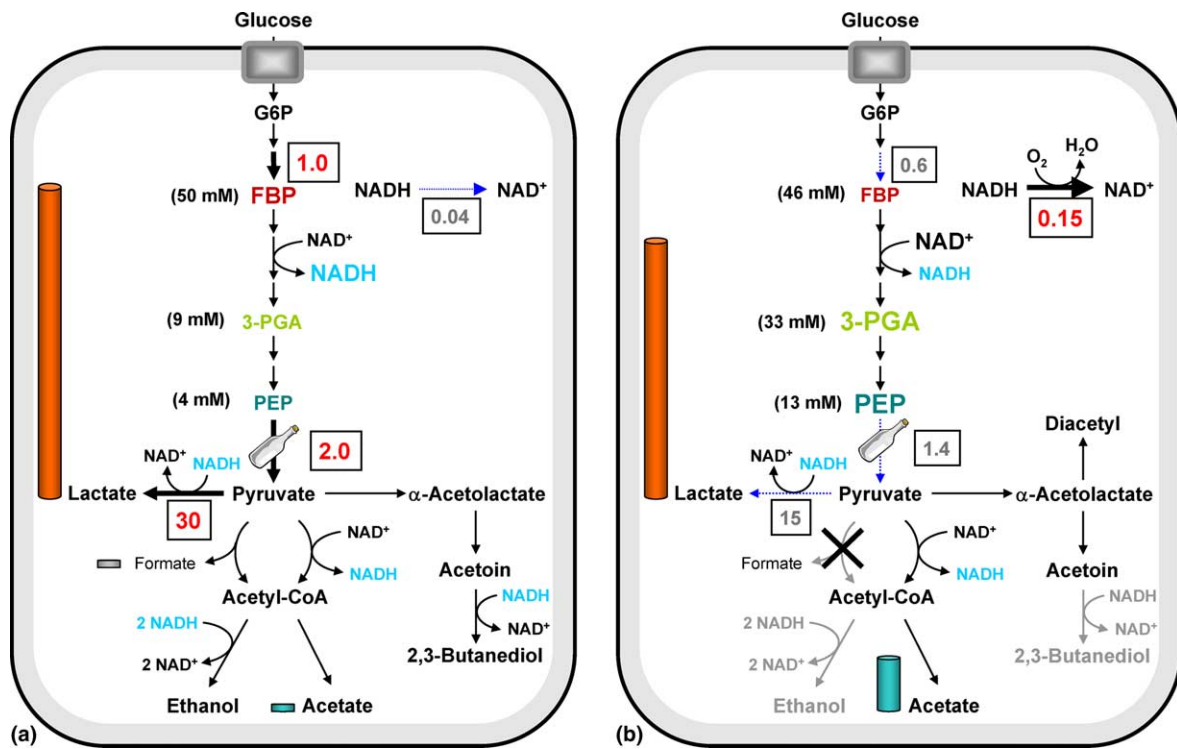 Glucose
G6P
1.0
(50 mM) FBP
NADH NAD+
0.04
NAD+
NADH
(9 mM) 3-PGA
(4 mM) PEP
2.0
NAD+ NADH
Lactate Pyruvate α-Acetolactate
30
NAD+
Formate
NADH
Acetoin
Acetyl-CoA
2 NADH
NADH
2 NAD+
NAD+
2,3-Butanediol
Ethanol Acetate
(a)
Glucose
G6P
0.6
O2 H2O
(46 mM) FBP
NADH NAD+
0.15
NAD+
NADH
(33 mM) 3-PGA
(13 mM) PEP
Diacetyl
1.4
NAD+ NADH
Lactate Pyruvate α-Acetolactate
15
NAD+
Formate
NADH
Acetoin
Acetyl-CoA
2 NADH
NADH
2 NAD+
NAD+
2,3-Butanediol
Ethanol Acetate
(b)